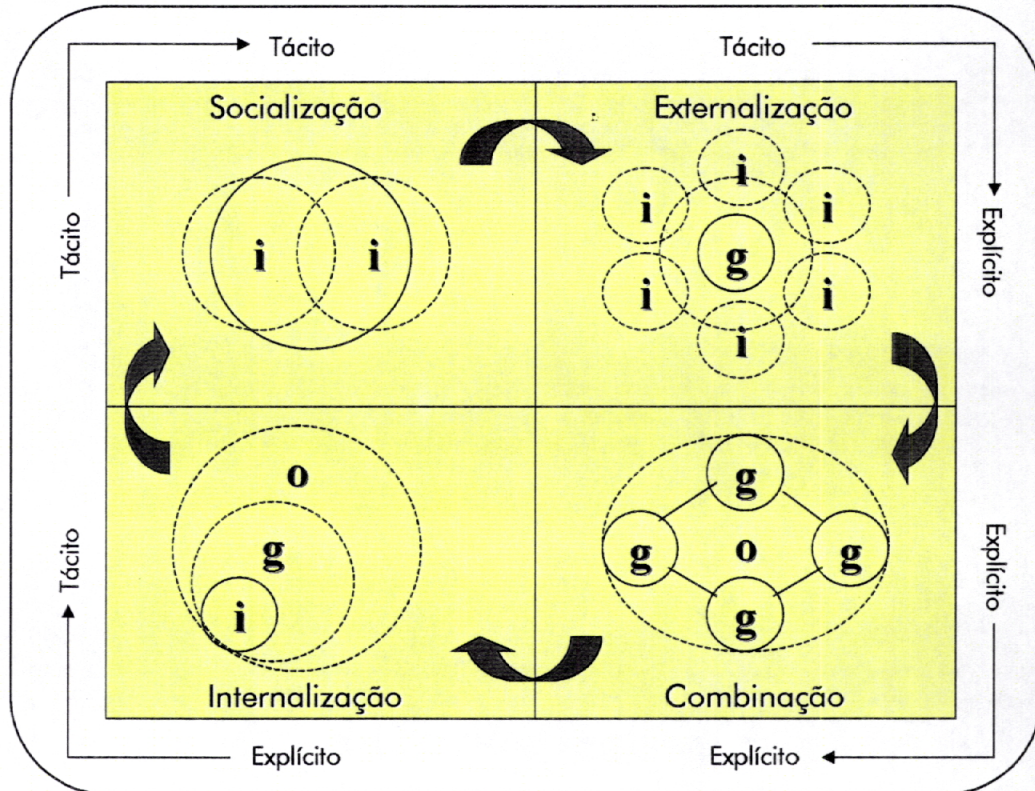 Tácito
Tácito
Socialização
Externalização
Tácito
Explícito
i
i
i
i
i
g
i
i
i
o
g
i
g
g
o
g
g
Tácito
Explícito
Internalização
Combinação
Explícito
Explícito